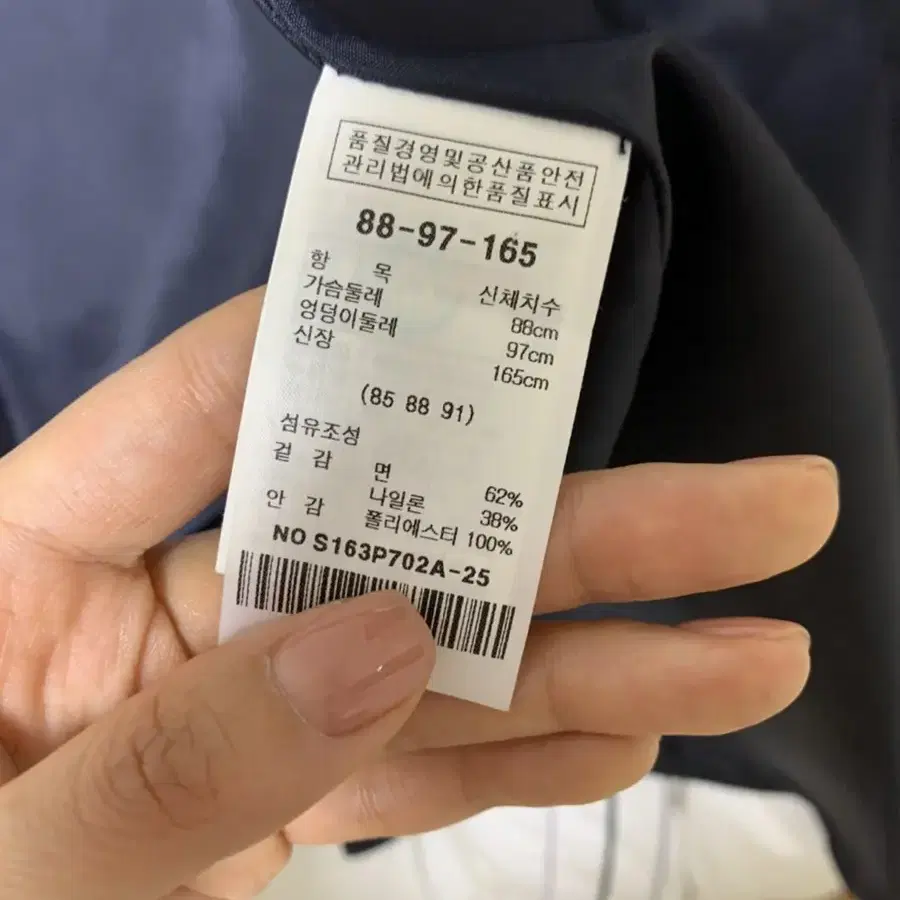 품질경영및공산품안전
관리법에의한품질표시
88-97-165
항 목 신체치수
가슴둘레 88cm
엉덩이둘레 97cm
신장 165cm
(85 88 91)
섬유조성
겉 감 면 62%
나일론 38%
안 감 폴리에스터 100%
NO S163P702A-25